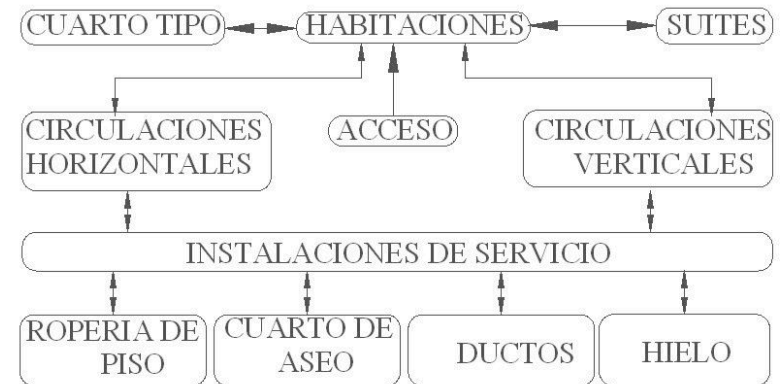 CUARTO TIPO
HABITACIONES
SUITES
CIRCULACIONES
HORIZONTALES
ACCESO
CIRCULACIONES
VERTICALES
INSTALACIONES DE SERVICIO
ROPERIA DE
PISO
CUARTO DE
ASEO
DUCTOS
HIELO